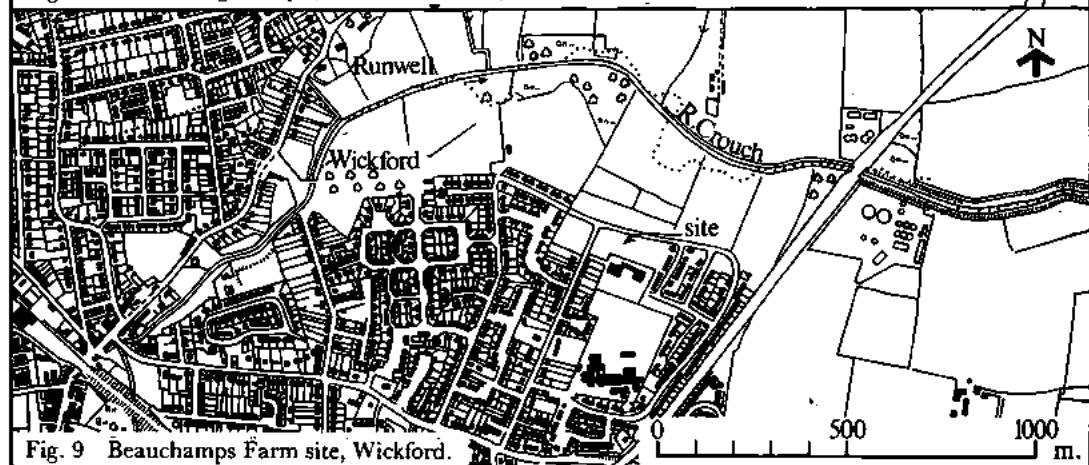 N
Runwell
R. Crouch
Wickford
site
0 500 1000
m.
Fig. 9 Beauchamps Farm site, Wickford.